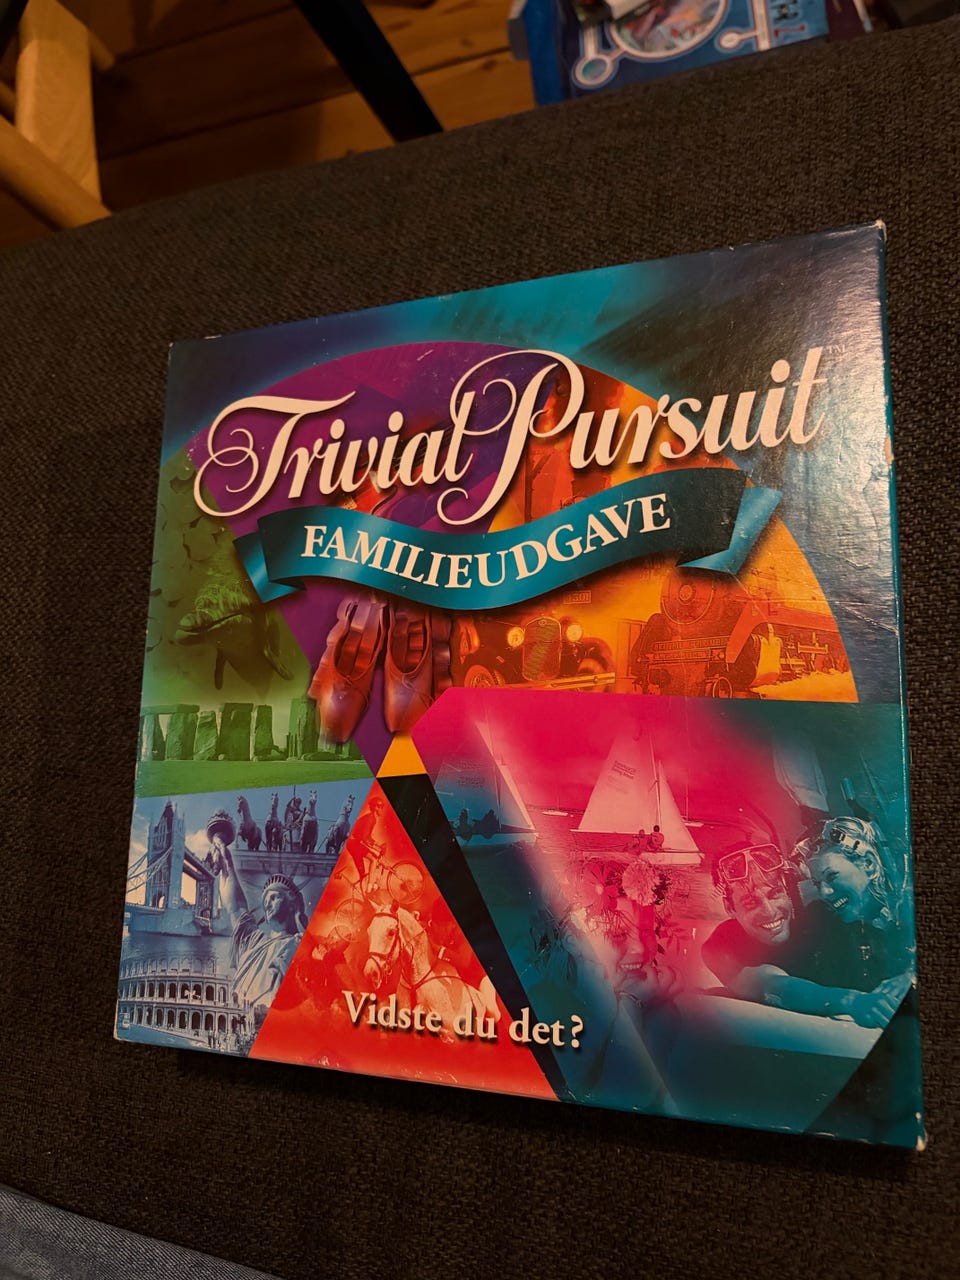 Trivial Pursuit
FAMILIEUDGAVE
Vidste du det?